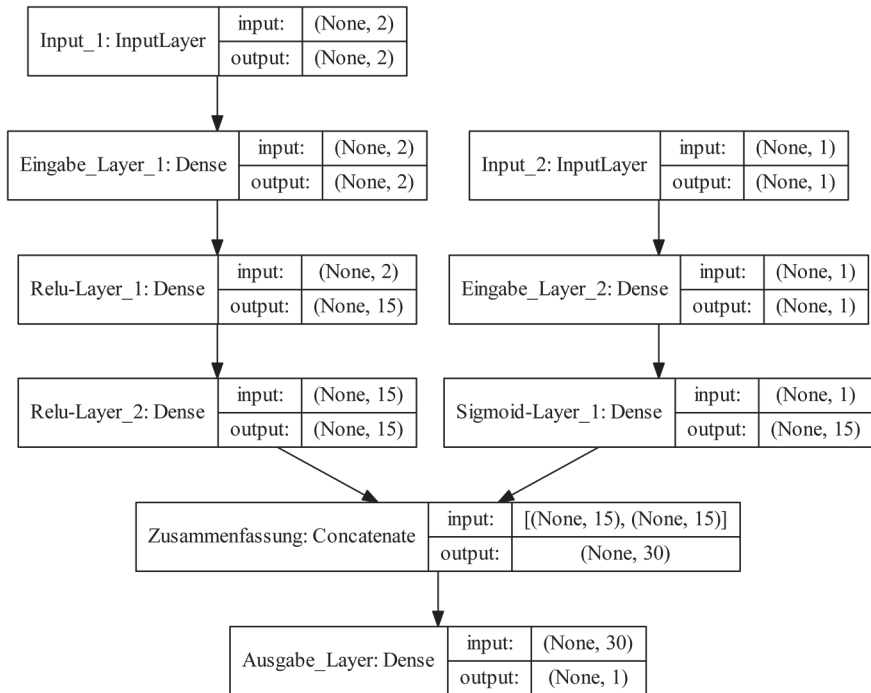 Input_1: InputLayer
input: (None, 2)
output: (None, 2)
Eingabe_Layer_1: Dense
input: (None, 2)
output: (None, 2)
Input_2: InputLayer
input: (None, 1)
output: (None, 1)
Relu-Layer_1: Dense
input: (None, 2)
output: (None, 15)
Eingabe_Layer_2: Dense
input: (None, 1)
output: (None, 1)
Relu-Layer_2: Dense
input: (None, 15)
output: (None, 15)
Sigmoid-Layer_1: Dense
input: (None, 1)
output: (None, 15)
Zusammenfassung: Concatenate
input: [(None, 15), (None, 15)]
output: (None, 30)
Ausgabe_Layer: Dense
input: (None, 30)
output: (None, 1)